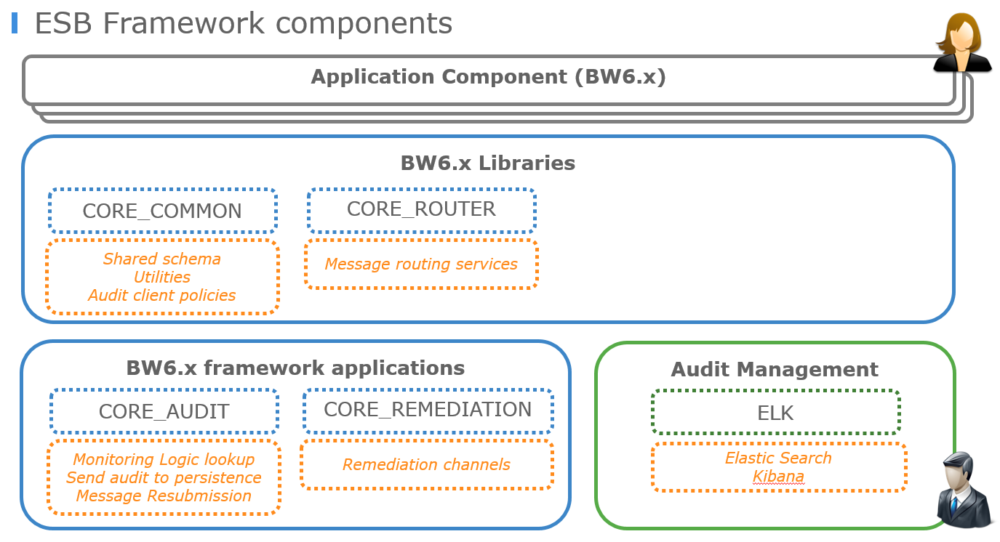 ESB Framework components
Application Component (BW6.x)
BW6.x Libraries
CORE_COMMON
Shared schema
Utilities
Audit client policies
CORE_ROUTER
Message routing services
BW6.x framework applications
CORE_AUDIT
Monitoring Logic lookup
Send audit to persistence
Message Resubmission
CORE_REMEDIATION
Remediation channels
Audit Management
ELK
Elastic Search
Kibana